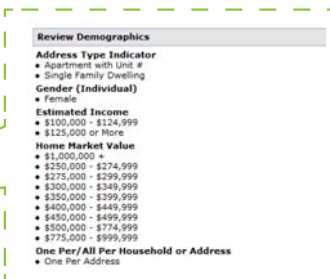 Review Demographics
Address Type Indicator
• Apartment with Unit #
• Single Family Dwelling
Gender (Individual)
• Female
Estimated Income
• $100,000 - $124,999
• $125,000 or More
Home Market Value
• $1,000,000 +
• $250,000 - $274,999
• $275,000 - $299,999
• $300,000 - $349,999
• $350,000 - $399,999
• $400,000 - $449,999
• $450,000 - $499,999
• $500,000 - $774,999
• $775,000 - $999,999
One Per/All Per Household or Address
• One Per Address